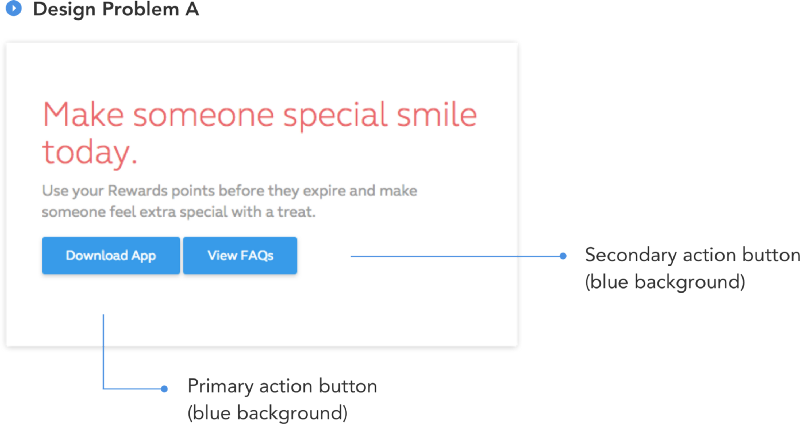 Design Problem A
Make someone special smile
today.
Use your Rewards points before they expire and make
someone feel extra special with a treat.
Download App View FAQs
Secondary action button
(blue background)
Primary action button
(blue background)